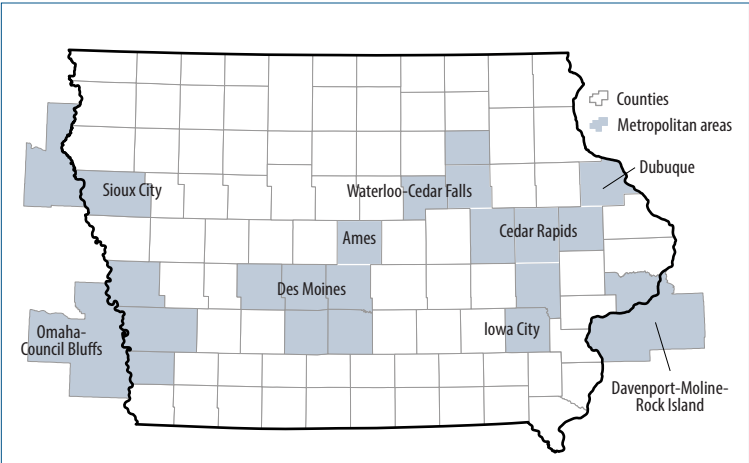 Counties
Metropolitan areas
Dubuque
Sioux City
Waterloo-Cedar Falls
Ames
Cedar Rapids
Des Moines
Omaha-
Council Bluffs
Iowa City
Davenport-Moline-
Rock Island